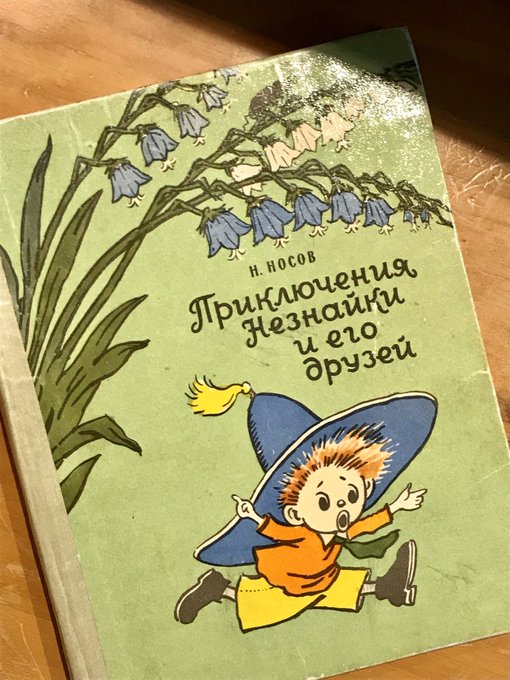 Н. НОСОВ
Приключения
Незнайки
и его
друзей